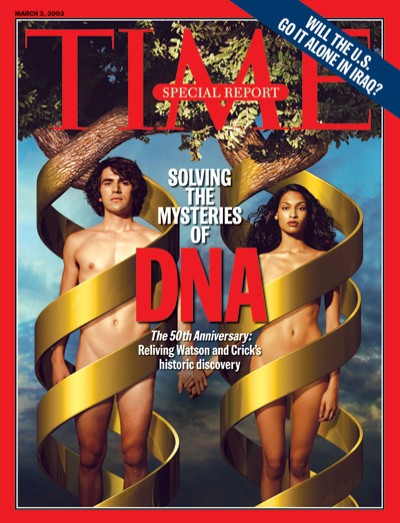 MARCH 3, 2003
WILL THE U.S.
GO IT ALONE IN IRAQ?
TIME
SPECIAL REPORT
SOLVING
THE
MYSTERIES
OF
DNA
The 50th Anniversary:
Reliving Watson and Crick's
historic discovery